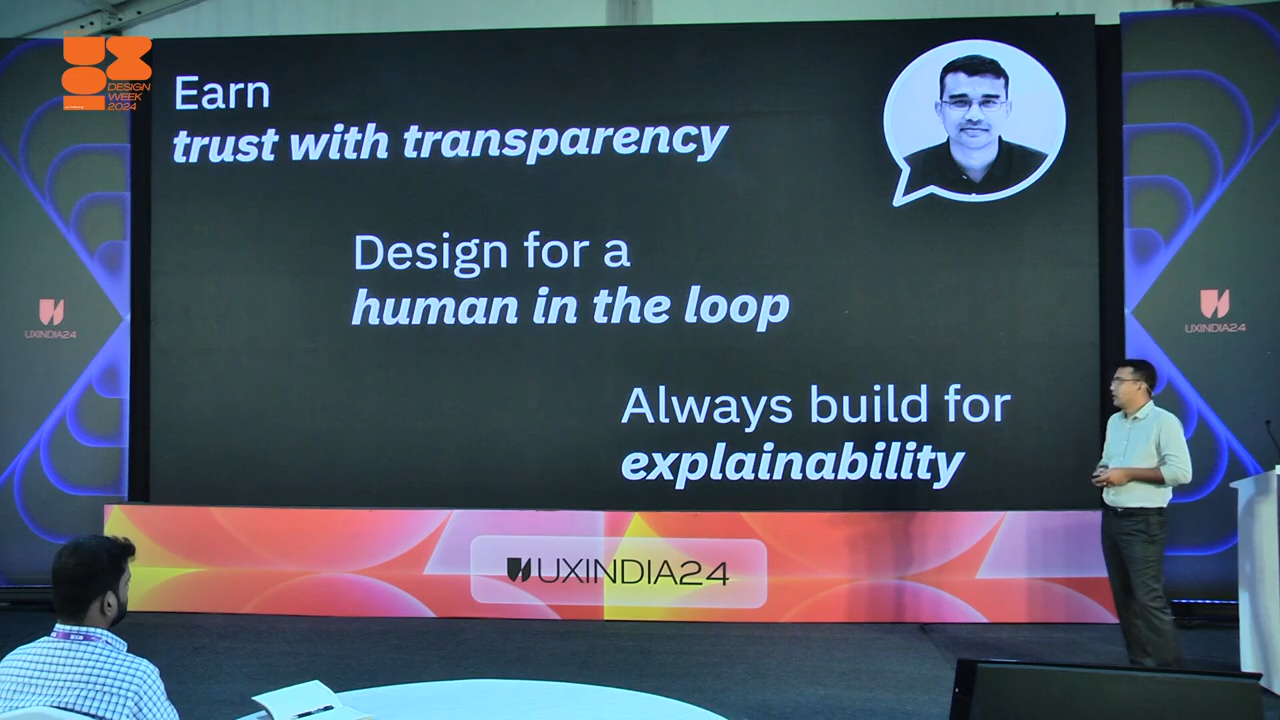 DESIGN
WEEK
2024
Earn
trust with transparency
Design for a
human in the loop
Always build for
explainability
UXINDIA24
UXINDIA24
UXINDIA24